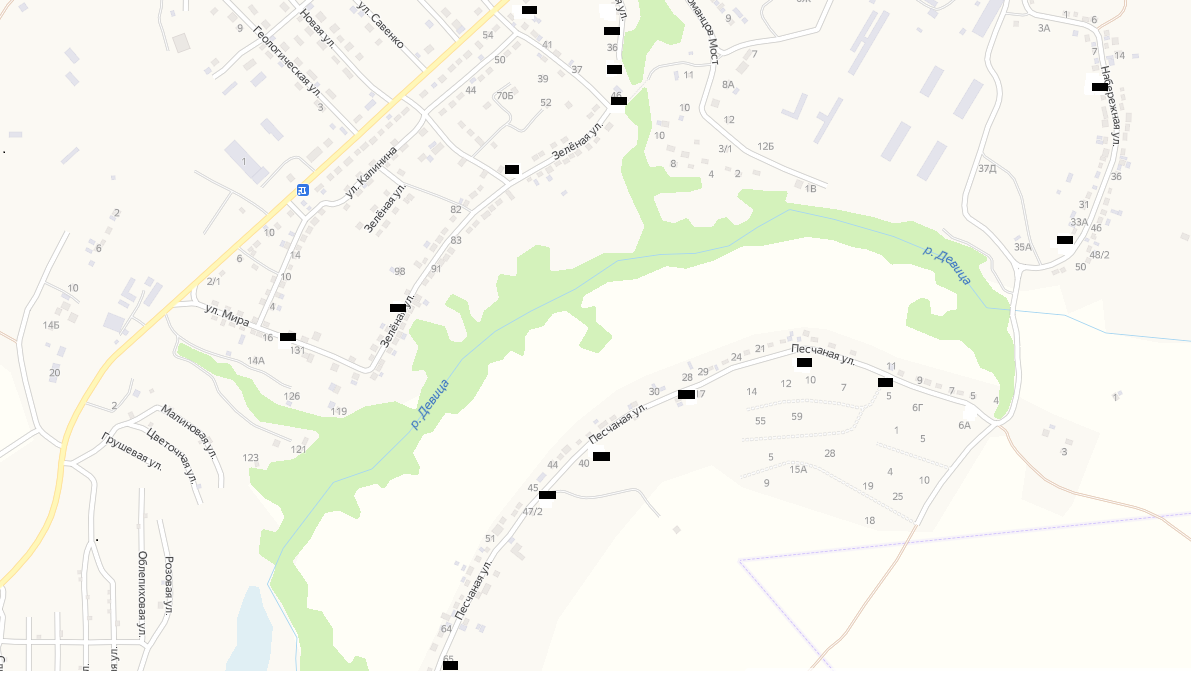 Новая ул.
ул. Савенко
Геологическая ул.
9
3
54
50
44
41
37
39
70Б
52
36
46
9
7
11
8А
10
12
10
8
3/1
4
2
12Б
1В
3А
1
6
7
14
Набережная ул.
37Д
36
31
33А
46
48/2
35А
50
1
ул. Калинина
Зелёная ул.
Зелёная ул.
82
83
91
98
2
6
10
10
6
14
10
2/1
4
ул. Мира
16
131
Зелёная ул.
14А
126
119
121
123
14Б
20
2
Малиновая ул.
Цветочная ул.
Грушевая ул.
р. Девица
р. Девица
Песчаная ул.
21
24
29
28
30
17
11
9
7
5
4
14
12
10
7
5
6Г
6А
55
59
1
5
28
5
15А
9
4
10
19
25
18
1
3
Песчаная ул.
44
40
45
47/2
51
Песчаная ул.
64
65
Облепиховая ул.
Розовая ул.